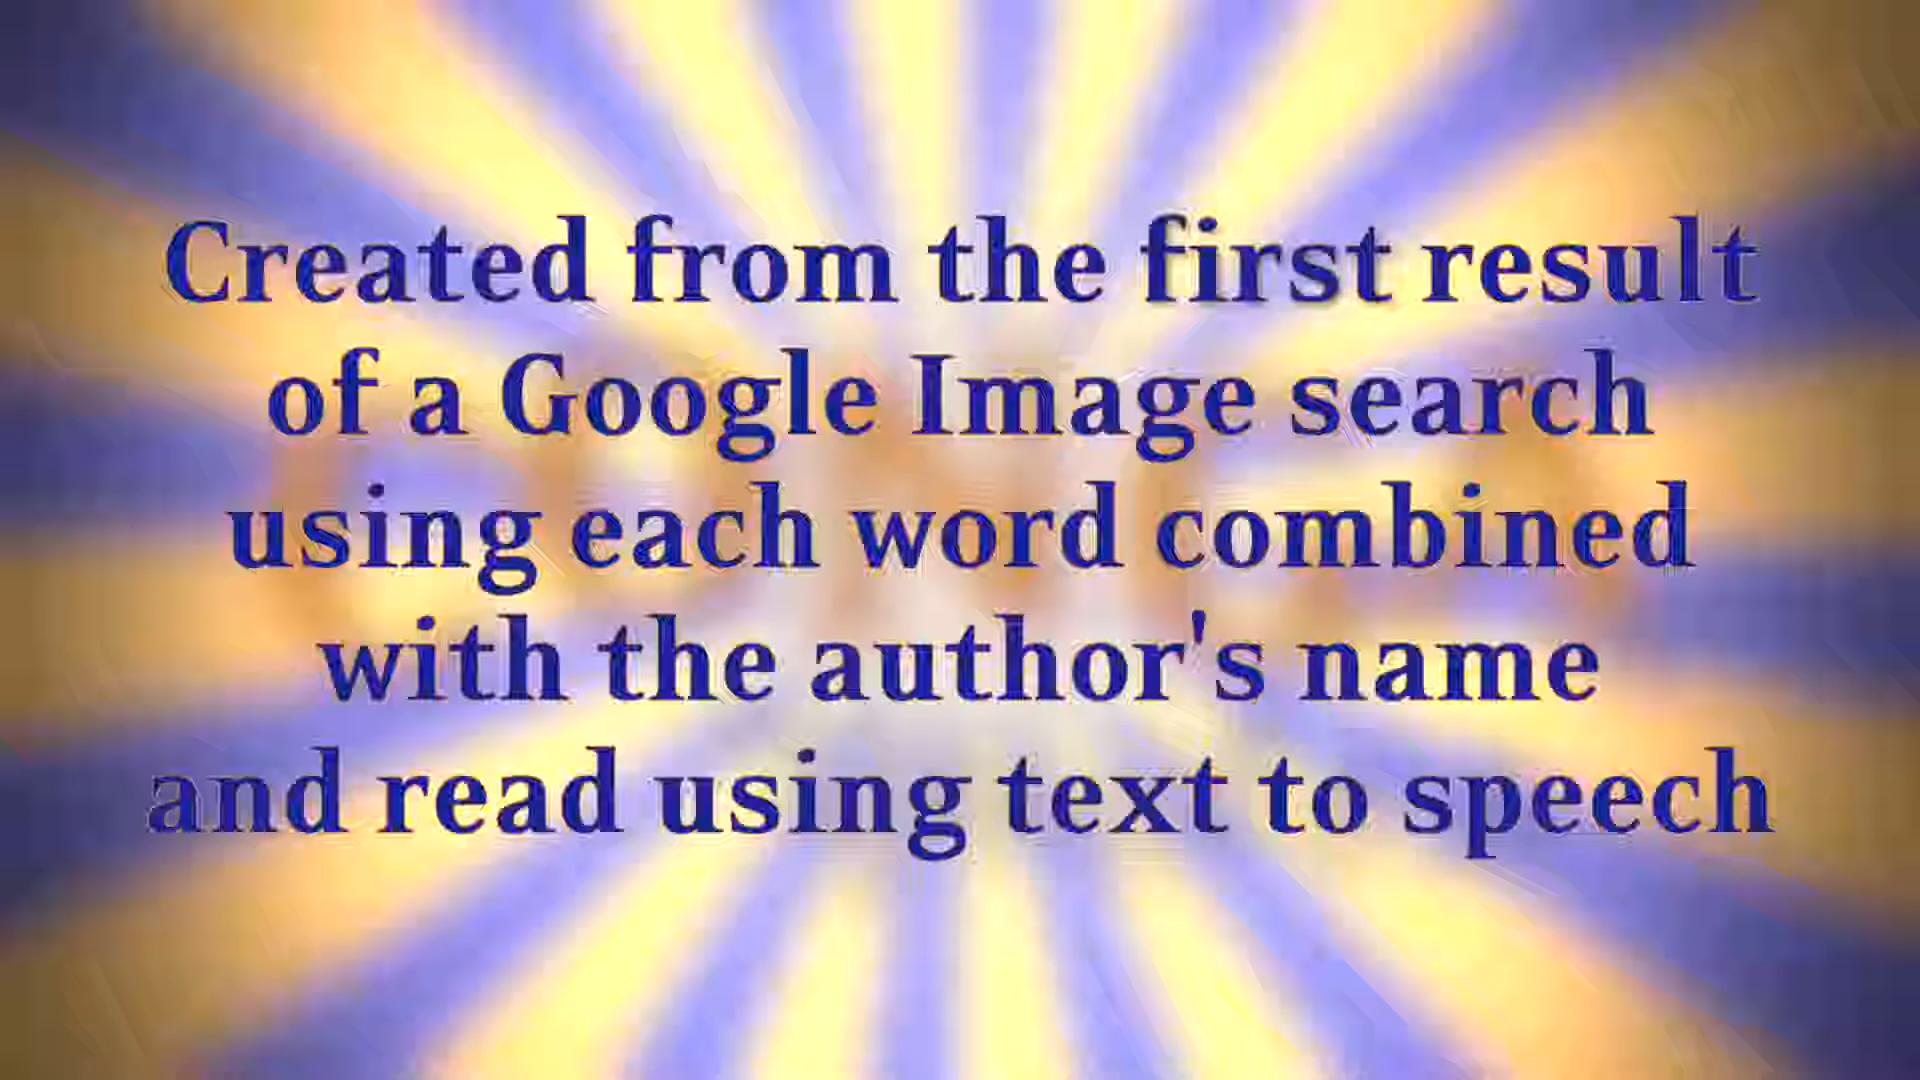 Created from the first result
of a Google Image search
using each word combined
with the author's name
and read using text to speech